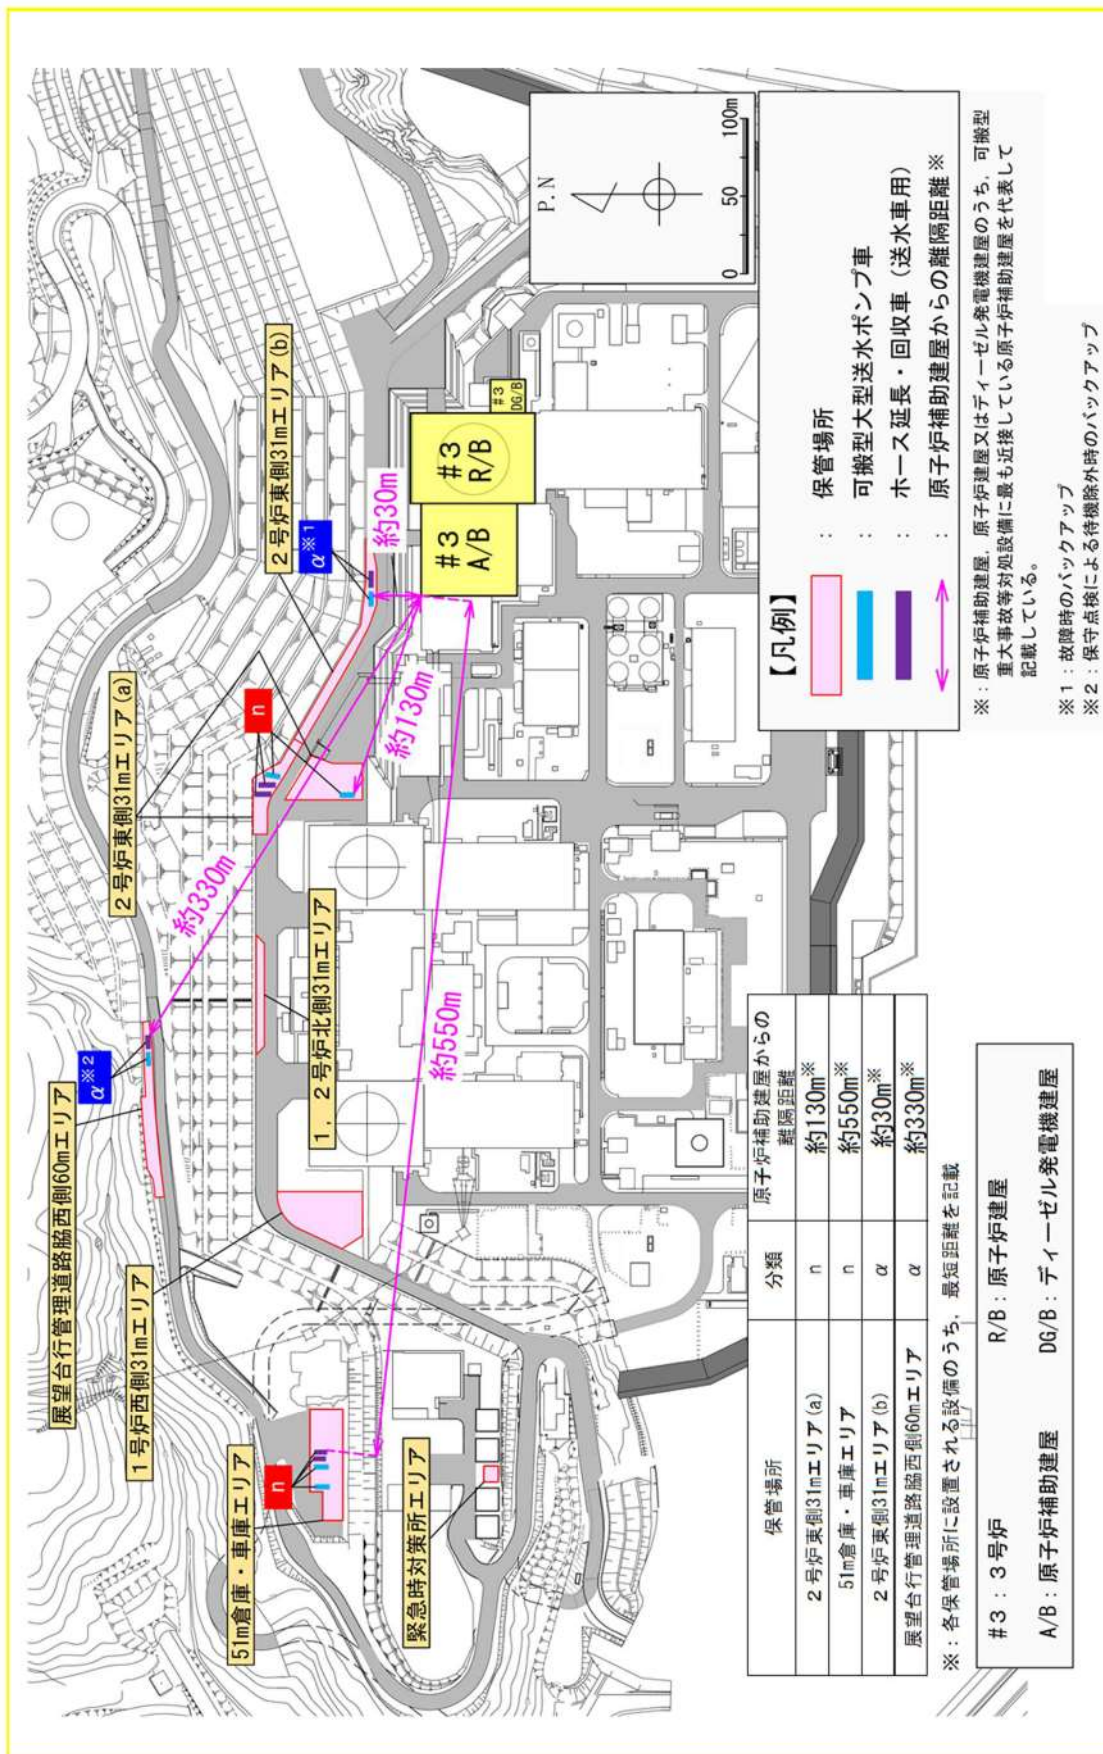 展望台行管理道路脇西側60mエリア
α※2
2号炉東側31mエリア(a)
n
2号炉東側31mエリア(b)
α※1
1号炉西側31mエリア
51m倉庫・車庫エリア
n
緊急時対策所エリア
1,2号炉北側31mエリア
約330m
約130m
約30m
約550m
#3
A/B
#3
R/B
#3
DG/B
P.N
0 50 100m
【凡例】
: 保管場所
: 可搬型大型送水ポンプ車
: ホース延長・回収車(送水車用)
: 原子炉補助建屋からの離隔距離※
※:原子炉補助建屋,原子炉建屋又はディーゼル発電機建屋のうち,可搬型
重大事故等対処設備に最も近接している原子炉補助建屋を代表して
記載している。
※1:故障時のバックアップ
※2:保守点検による待機除外時のバックアップ
保管場所 分類 原子炉補助建屋からの
離隔距離
2号炉東側31mエリア(a) n 約130m※
51m倉庫・車庫エリア n 約550m※
2号炉東側31mエリア(b) α 約30m※
展望台行管理道路脇西側60mエリア α 約330m※
※:各保管場所に設置される設備のうち,最短距離を記載
#3:3号炉 R/B:原子炉建屋
A/B:原子炉補助建屋 DG/B:ディーゼル発電機建屋